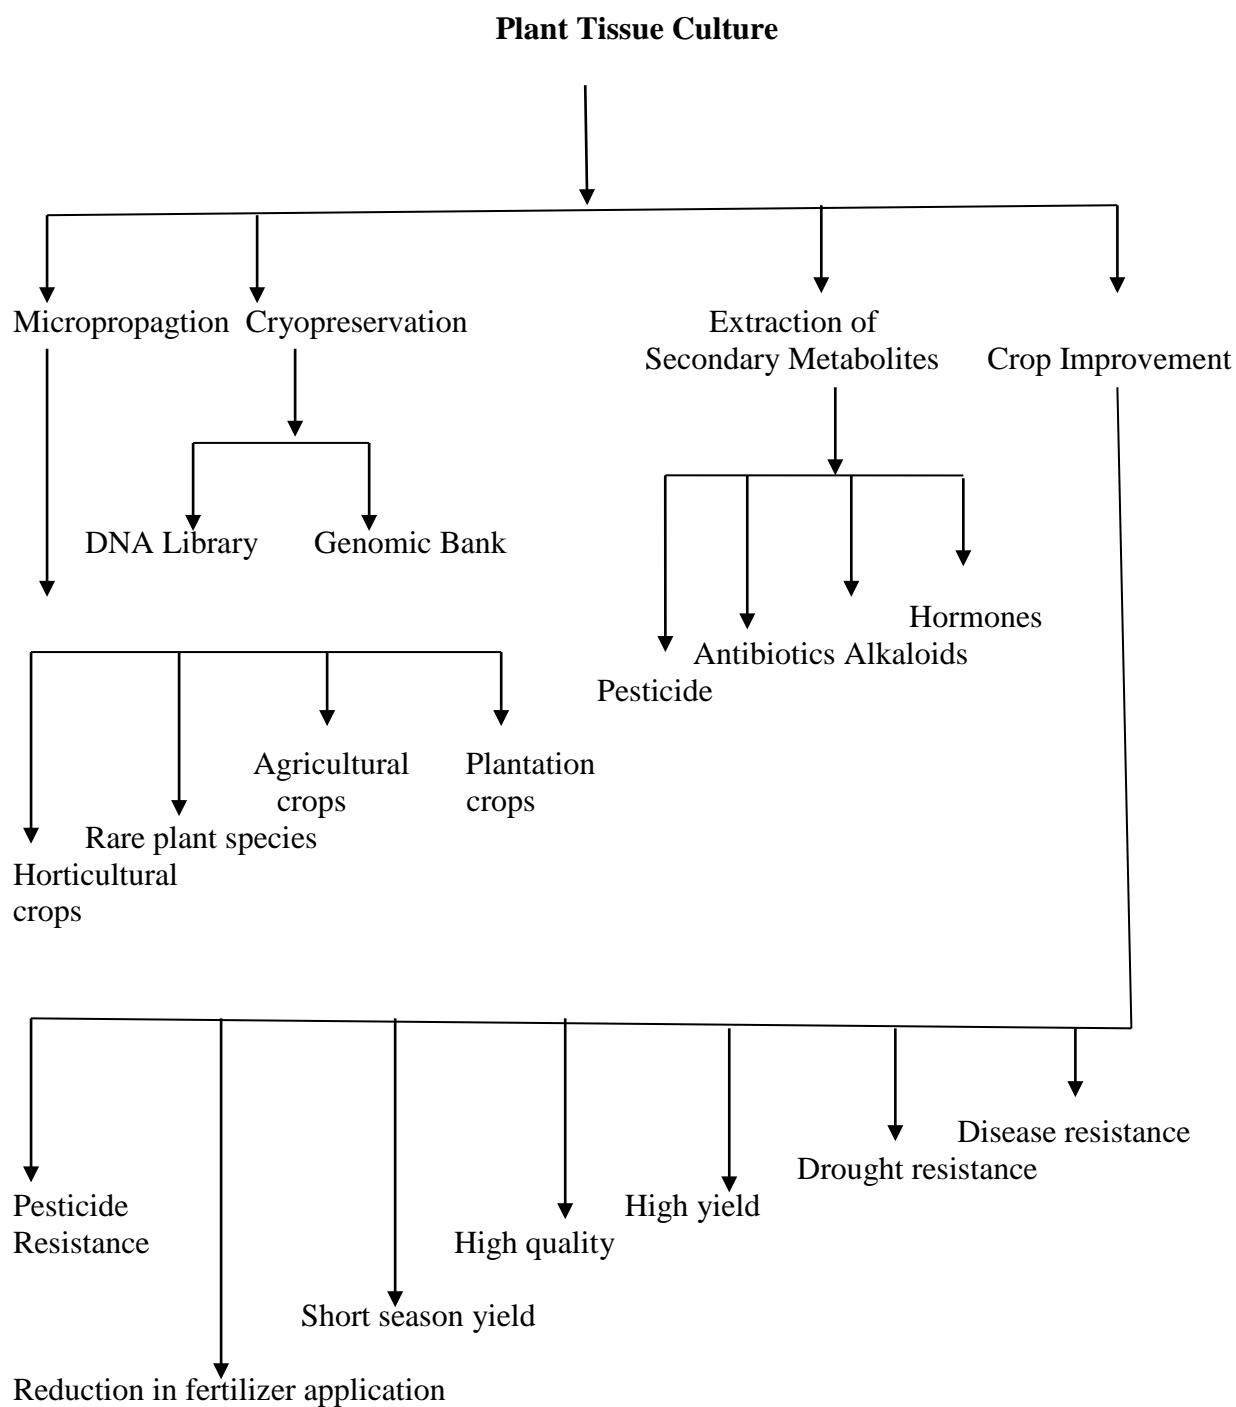 Plant Tissue Culture
Micropropagtion Cryopreservation
Extraction of
Secondary Metabolites
Crop Improvement
DNA Library
Genomic Bank
Hormones
Antibiotics Alkaloids
Pesticide
Agricultural
crops
Plantation
crops
Rare plant species
Horticultural
crops
Disease resistance
Drought resistance
Pesticide
Resistance
High yield
High quality
Short season yield
Reduction in fertilizer application